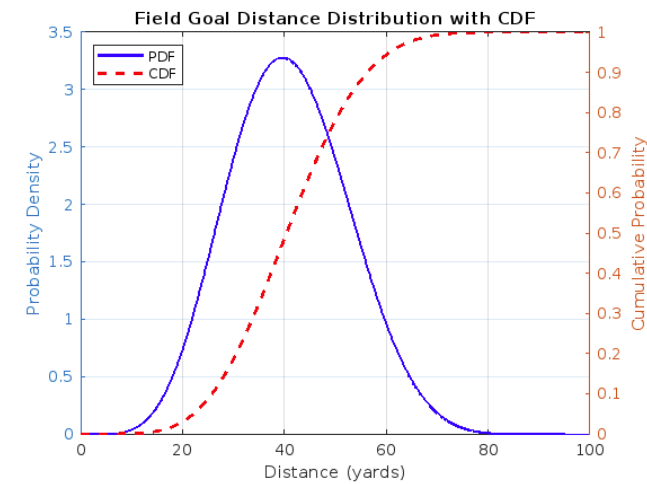 Field Goal Distance Distribution with CDF
PDF
CDF
Probability Density
3.5
3
2.5
2
1.5
1
0.5
0
Cumulative Probability
1
0.9
0.8
0.7
0.6
0.5
0.4
0.3
0.2
0.1
0
0 20 40 60 80 100
Distance (yards)